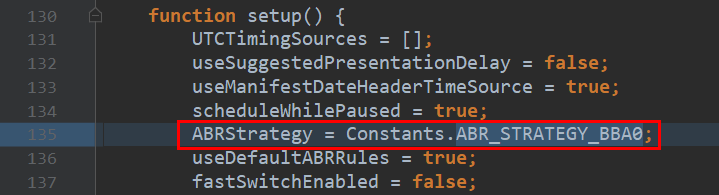 130 function setup() {
131 UTCTimingSources = [];
132 useSuggestedPresentationDelay = false;
133 useManifestDateHeaderTimeSource = true;
134 scheduleWhilePaused = true;
135 ABRStrategy = Constants.ABR_STRATEGY_BBA0;
136 useDefaultABRRules = true;
137 fastSwitchEnabled = false;